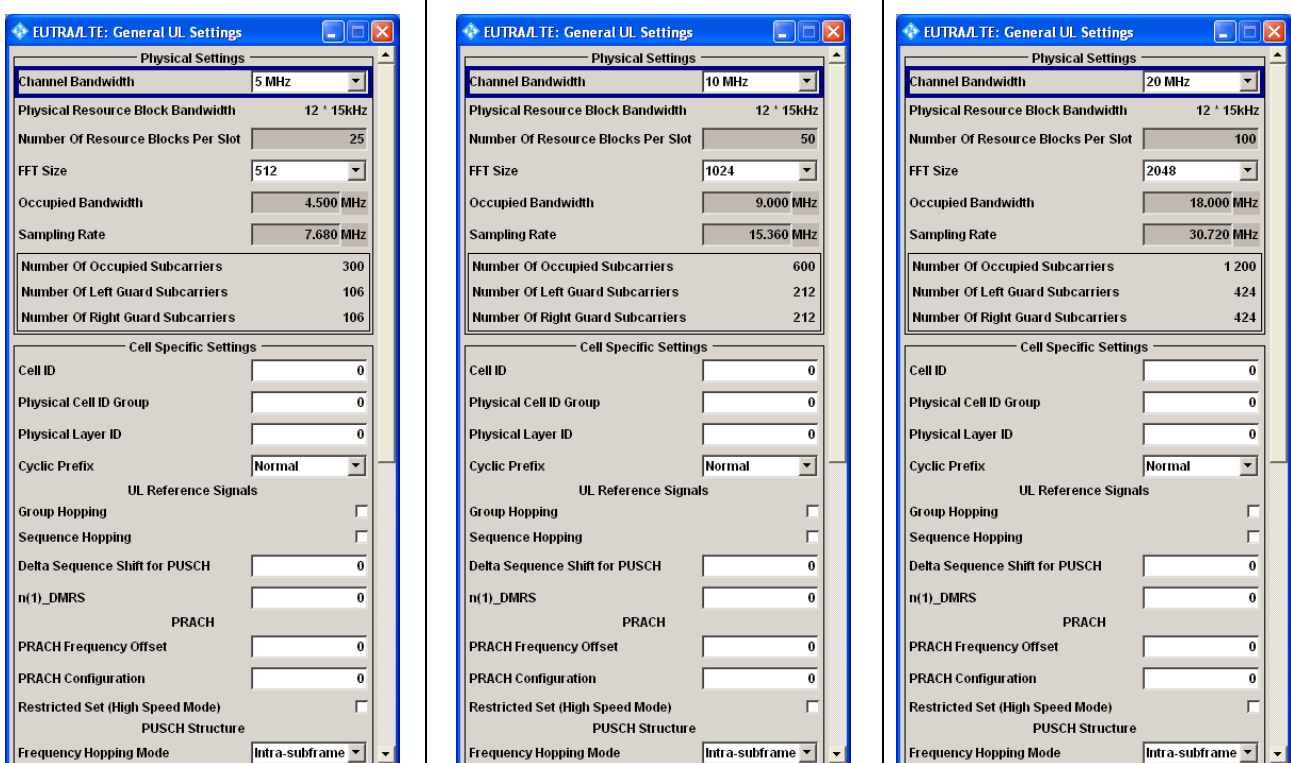 EUTRA/LTE: General UL Settings
Physical Settings
Channel Bandwidth 5 MHz
Physical Resource Block Bandwidth 12 * 15kHz
Number Of Resource Blocks Per Slot 25
FFT Size 512
Occupied Bandwidth 4.500 MHz
Sampling Rate 7.680 MHz
Number Of Occupied Subcarriers 300
Number Of Left Guard Subcarriers 106
Number Of Right Guard Subcarriers 106
Cell Specific Settings
Cell ID 0
Physical Cell ID Group 0
Physical Layer ID 0
Cyclic Prefix Normal
UL Reference Signals
Group Hopping
Sequence Hopping
Delta Sequence Shift for PUSCH 0
n(1)_DMRS 0
PRACH
PRACH Frequency Offset 0
PRACH Configuration 0
Restricted Set (High Speed Mode)
PUSCH Structure
Frequency Hopping Mode Intra-subframe
EUTRA/LTE: General UL Settings
Physical Settings
Channel Bandwidth 10 MHz
Physical Resource Block Bandwidth 12 * 15kHz
Number Of Resource Blocks Per Slot 50
FFT Size 1024
Occupied Bandwidth 9.000 MHz
Sampling Rate 15.360 MHz
Number Of Occupied Subcarriers 600
Number Of Left Guard Subcarriers 212
Number Of Right Guard Subcarriers 212
Cell Specific Settings
Cell ID 0
Physical Cell ID Group 0
Physical Layer ID 0
Cyclic Prefix Normal
UL Reference Signals
Group Hopping
Sequence Hopping
Delta Sequence Shift for PUSCH 0
n(1)_DMRS 0
PRACH
PRACH Frequency Offset 0
PRACH Configuration 0
Restricted Set (High Speed Mode)
PUSCH Structure
Frequency Hopping Mode Intra-subframe
EUTRA/LTE: General UL Settings
Physical Settings
Channel Bandwidth 20 MHz
Physical Resource Block Bandwidth 12 * 15kHz
Number Of Resource Blocks Per Slot 100
FFT Size 2048
Occupied Bandwidth 18.000 MHz
Sampling Rate 30.720 MHz
Number Of Occupied Subcarriers 1 200
Number Of Left Guard Subcarriers 424
Number Of Right Guard Subcarriers 424
Cell Specific Settings
Cell ID 0
Physical Cell ID Group 0
Physical Layer ID 0
Cyclic Prefix Normal
UL Reference Signals
Group Hopping
Sequence Hopping
Delta Sequence Shift for PUSCH 0
n(1)_DMRS 0
PRACH
PRACH Frequency Offset 0
PRACH Configuration 0
Restricted Set (High Speed Mode)
PUSCH Structure
Frequency Hopping Mode Intra-subframe